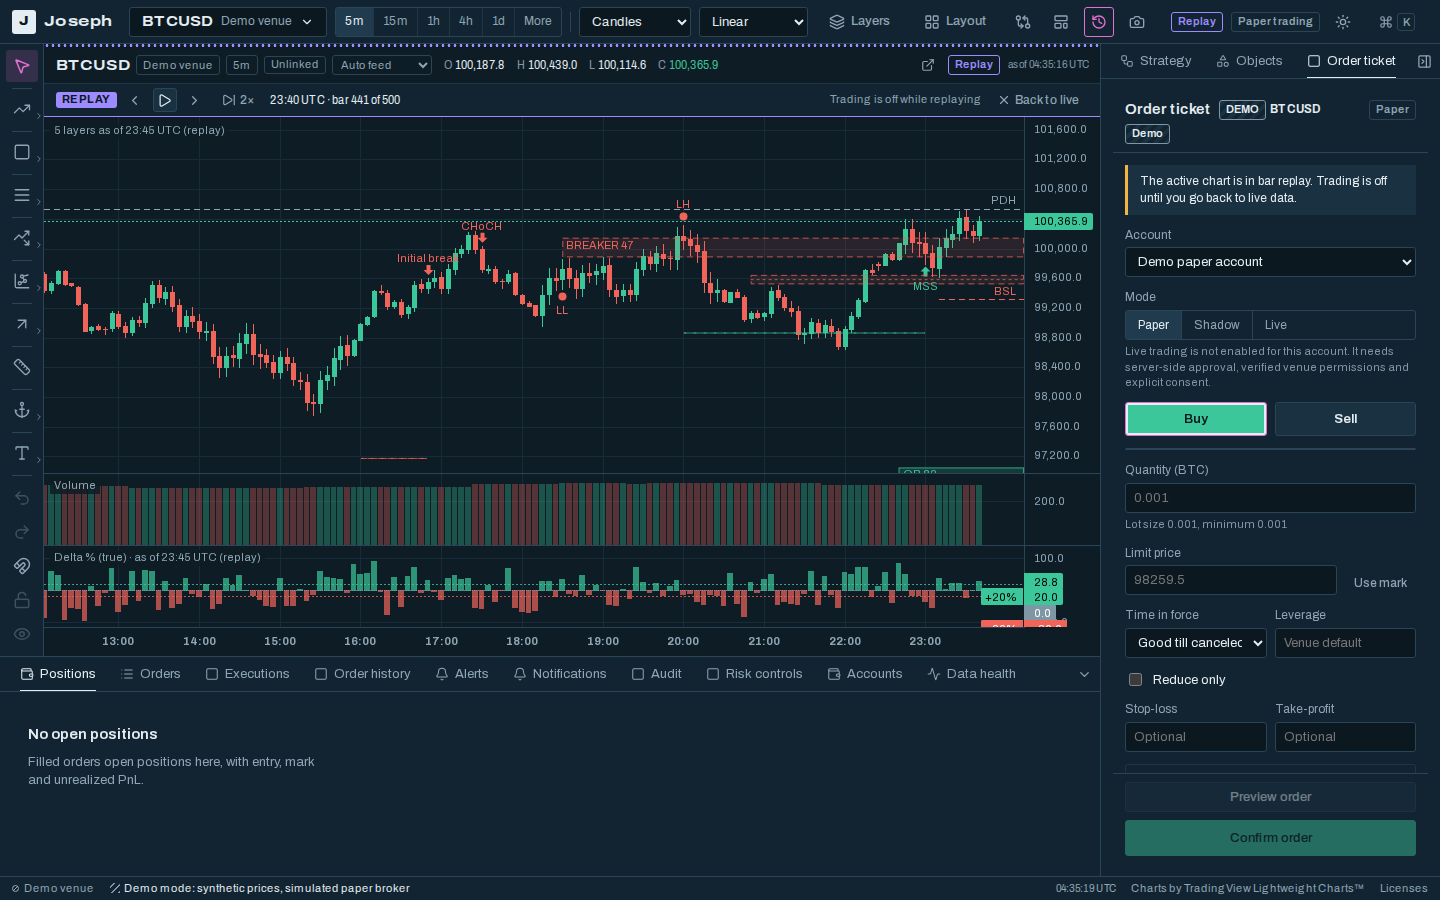 J Joseph
BTCUSD Demo venue
5m 15m 1h 4h 1d More
Candles
Linear
Layers
Layout
Replay
Paper trading
⌘ K
BTCUSD Demo venue 5m Unlinked Auto feed O 100,187.8 H 100,439.0 L 100,114.6 C 100,365.9
Replay as of 04:35:16 UTC
REPLAY 2× 23:40 UTC · bar 441 of 500
Trading is off while replaying Back to live
5 layers as of 23:45 UTC (replay)
101,600.0
101,200.0
100,800.0
PDH
100,365.9
100,000.0
99,600.0
99,200.0
98,800.0
98,400.0
98,000.0
97,600.0
97,200.0
LH
CHoCH
BREAKER 47
Initial break
MSS
BSL
LL
Volume
200.0
Delta % (true) · as of 23:45 UTC (replay)
100.0
28.8
+20% 20.0
0.0
13:00 14:00 15:00 16:00 17:00 18:00 19:00 20:00 21:00 22:00 23:00
Positions Orders Executions Order history Alerts Notifications Audit Risk controls Accounts Data health
No open positions
Filled orders open positions here, with entry, mark
and unrealized PnL.
Strategy Objects Order ticket
Order ticket DEMO BTCUSD Paper
Demo
The active chart is in bar replay. Trading is off
until you go back to live data.
Account
Demo paper account
Mode
Paper Shadow Live
Live trading is not enabled for this account. It needs
server-side approval, verified venue permissions and
explicit consent.
Buy Sell
Quantity (BTC)
0.001
Lot size 0.001, minimum 0.001
Limit price
98259.5 Use mark
Time in force Leverage
Good till canceled Venue default
Reduce only
Stop-loss Take-profit
Optional Optional
Preview order
Confirm order
Demo venue Demo mode: synthetic prices, simulated paper broker
04:35:19 UTC Charts by TradingView Lightweight Charts™ Licenses